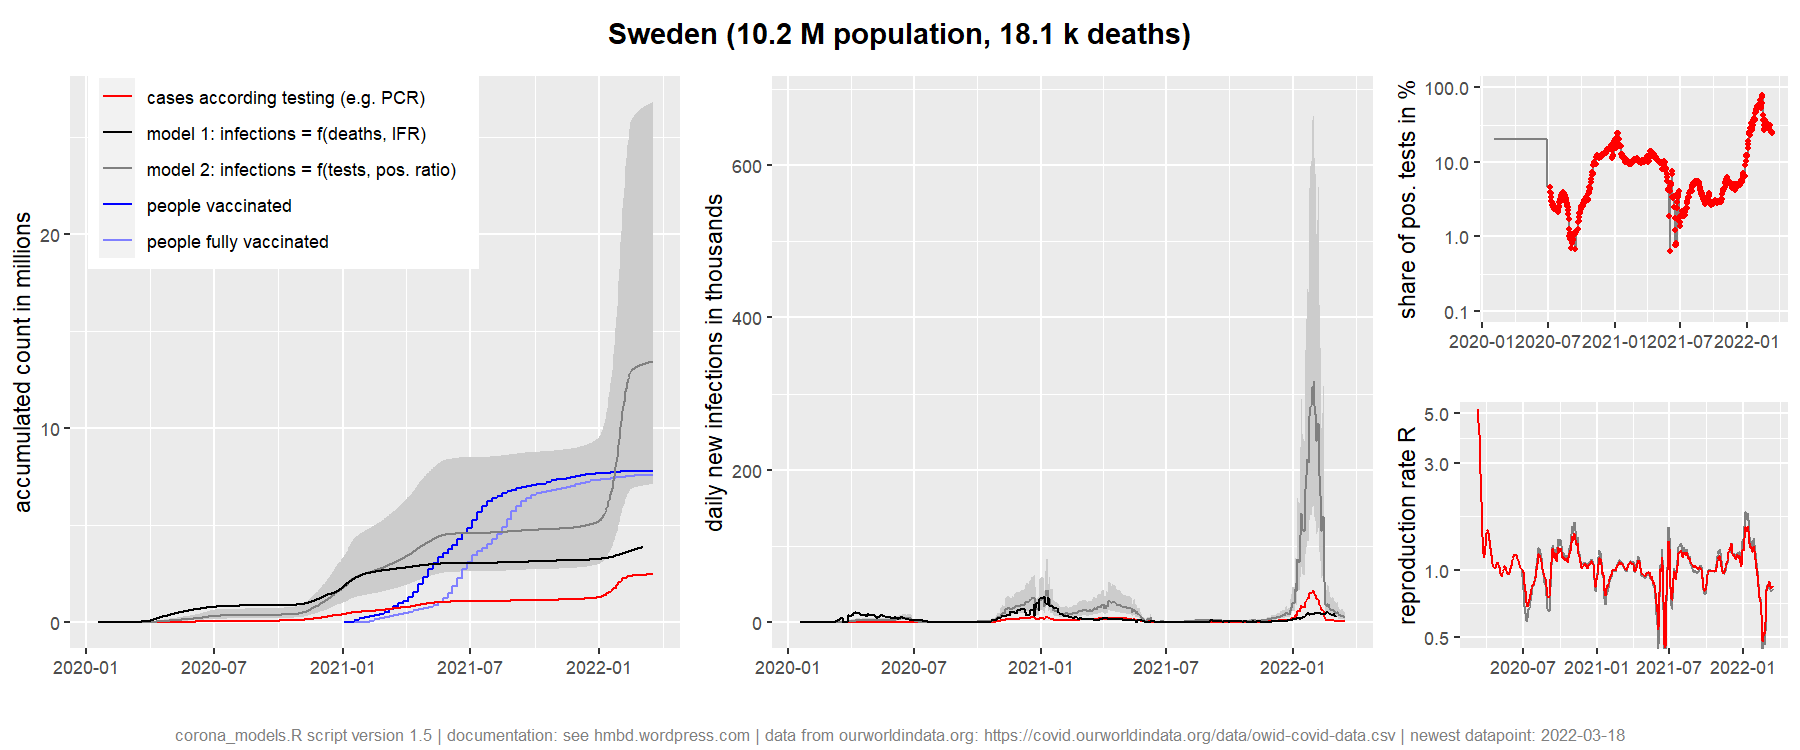 Sweden (10.2 M population, 18.1 k deaths)
cases according testing (e.g. PCR)
model 1: infections = f(deaths, IFR)
model 2: infections = f(tests, pos. ratio)
people vaccinated
people fully vaccinated
accumulated count in millions
20
10
0
2020-01 2020-07 2021-01 2021-07 2022-01
daily new infections in thousands
600
400
200
0
2020-01 2020-07 2021-01 2021-07 2022-01
share of pos. tests in %
100.0
10.0
1.0
0.1
2020-01 2020-07 2021-01 2021-07 2022-01
reproduction rate R
5.0
3.0
1.0
0.5
2020-07 2021-01 2021-07 2022-01
corona_models.R script version 1.5 | documentation: see hmbd.wordpress.com | data from ourworldindata.org: https://covid.ourworldindata.org/data/owid-covid-data.csv | newest datapoint: 2022-03-18